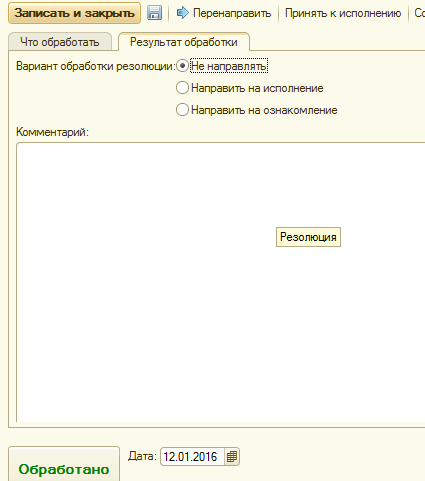 Записать и закрыть Перенаправить Принять к исполнению
Что обработать Результат обработки
Вариант обработки резолюции: Не направлять
Направить на исполнение
Направить на ознакомление
Комментарий:
Резолюция
Обработано Дата: 12.01.2016